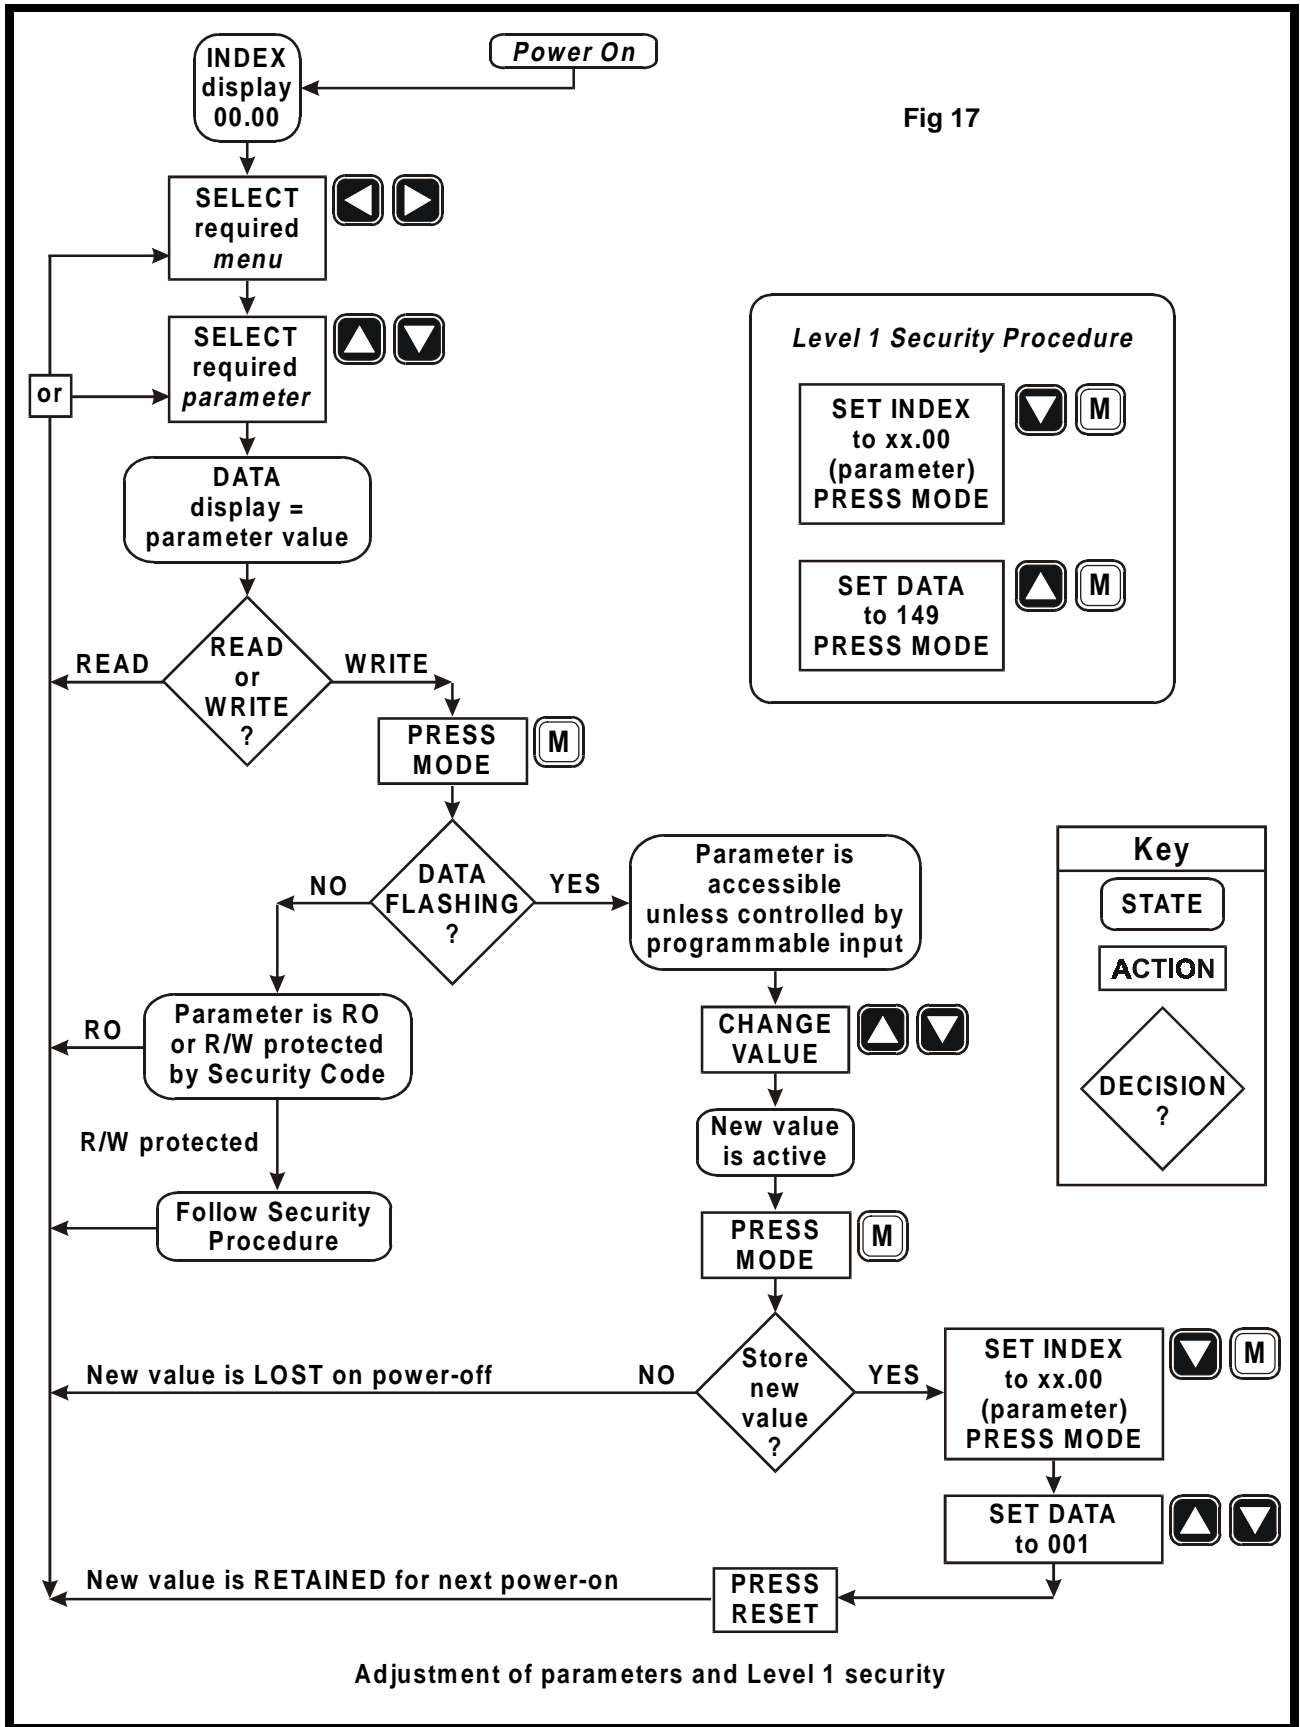 INDEX
display
00.00
Power On
Fig 17
SELECT
required
menu
SELECT
required
parameter
or
DATA
display =
parameter value
READ
or
WRITE
?
READ
WRITE
PRESS
MODE
M
Level 1 Security Procedure
SET INDEX
to xx.00
(parameter)
PRESS MODE
M
SET DATA
to 149
PRESS MODE
M
DATA
FLASHING
?
NO
YES
Parameter is
accessible
unless controlled by
programmable input
Key
STATE
ACTION
DECISION
?
Parameter is RO
or R/W protected
by Security Code
RO
R/W protected
Follow Security
Procedure
CHANGE
VALUE
New value
is active
PRESS
MODE
M
Store
new
value
?
NO
YES
New value is LOST on power-off
SET INDEX
to xx.00
(parameter)
PRESS MODE
M
SET DATA
to 001
PRESS
RESET
New value is RETAINED for next power-on
Adjustment of parameters and Level 1 security